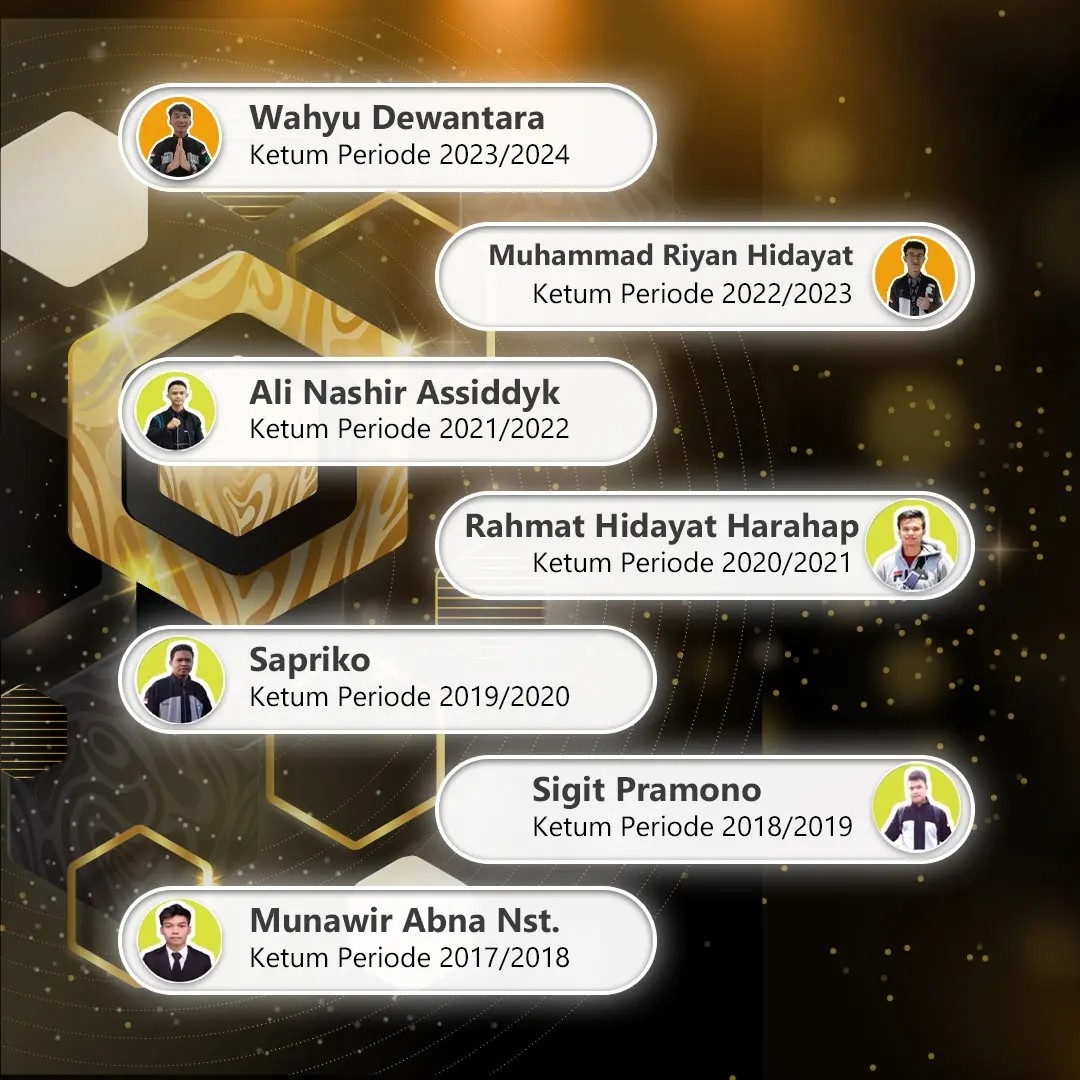 Wahyu Dewantara
Ketum Periode 2023/2024
Muhammad Riyan Hidayat
Ketum Periode 2022/2023
Ali Nashir Assiddyk
Ketum Periode 2021/2022
Rahmat Hidayat Harahap
Ketum Periode 2020/2021
Sapriko
Ketum Periode 2019/2020
Sigit Pramono
Ketum Periode 2018/2019
Munawir Abna Nst.
Ketum Periode 2017/2018